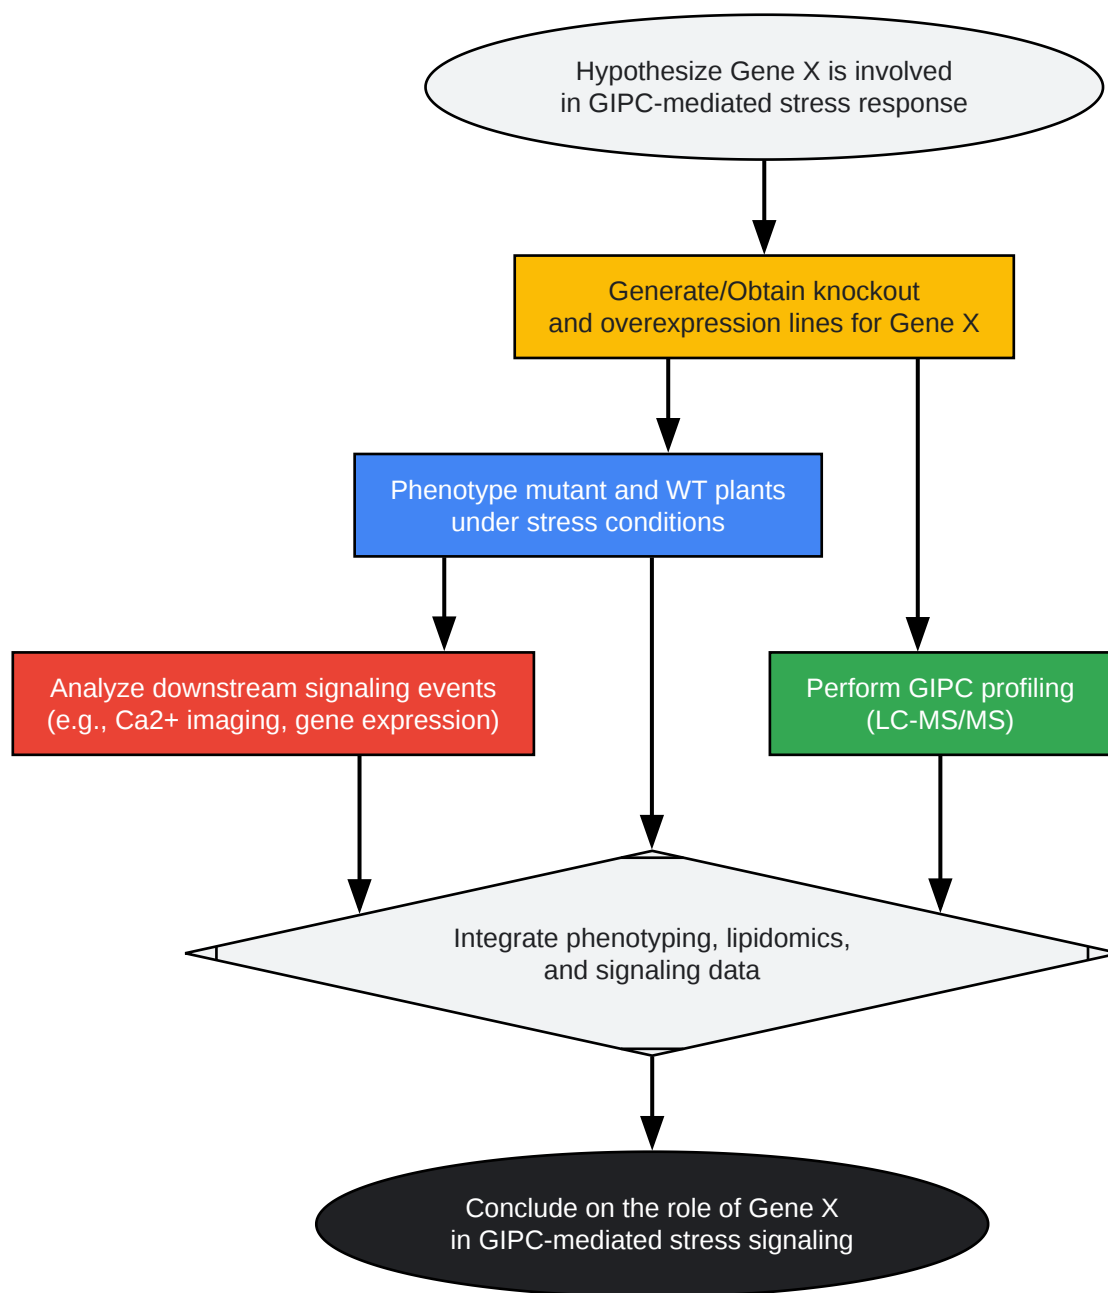 Hypothesize Gene X is involved
in GIPC-mediated stress response
Generate/Obtain knockout
and overexpression lines for Gene X
Phenotype mutant and WT plants
under stress conditions
Analyze downstream signaling events
(e.g., Ca2+ imaging, gene expression)
Perform GIPC profiling
(LC-MS/MS)
Integrate phenotyping, lipidomics,
and signaling data
Conclude on the role of Gene X
in GIPC-mediated stress signaling